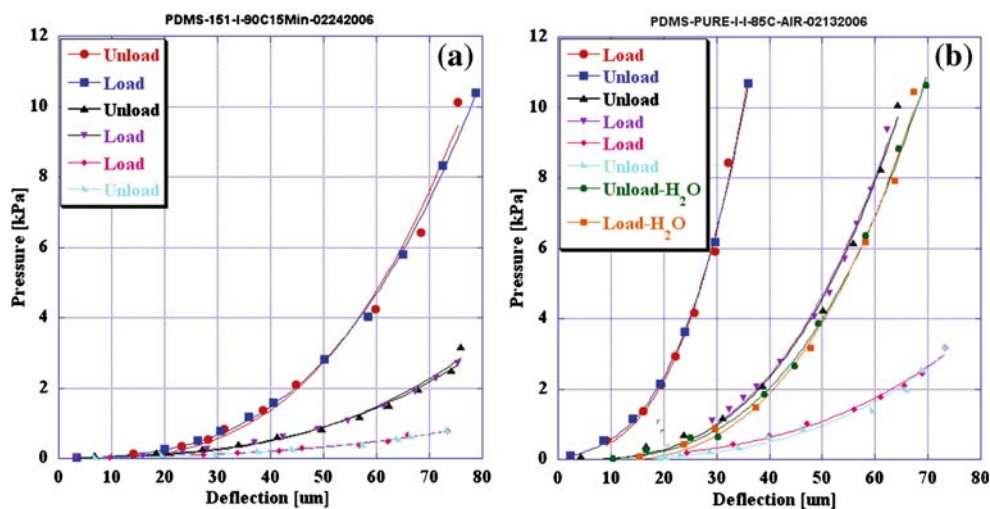 PDMS-151-I-90C15Min-02242006
(a)
Unload
Load
Unload
Load
Load
Unload
Pressure [kPa]
12
10
8
6
4
2
0
0 10 20 30 40 50 60 70 80
Deflection [um]
PDMS-PURE-I-I-85C-AIR-02132006
(b)
Load
Unload
Unload
Load
Load
Unload
Unload-H₂O
Load-H₂O
Pressure [kPa]
12
10
8
6
4
2
0
0 10 20 30 40 50 60 70 80
Deflection [um]